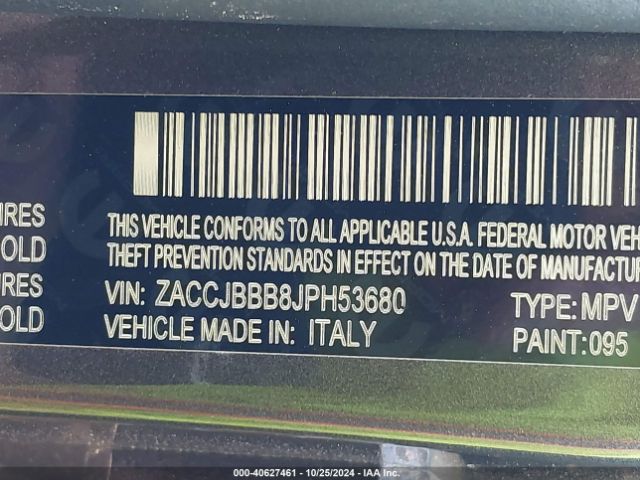 THIS VEHICLE CONFORMS TO ALL APPLICABLE U.S.A. FEDERAL MOTOR VEH
IRES
THEFT PREVENTION STANDARDS IN EFFECT ON THE DATE OF MANUFACTUR
OLD
VIN: ZACCJBBB8JPH53680 TYPE: MPV
IRES
VEHICLE MADE IN: ITALY PAINT: 095
OLD
000-40627461 - 10/25/2024 - IAA Inc.